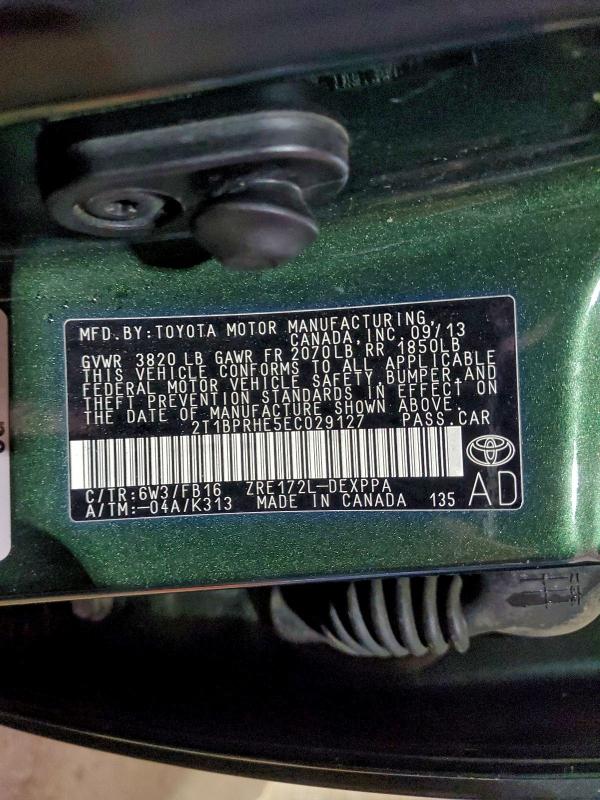 MFD.BY:TOYOTA MOTOR MANUFACTURING,
CANADA,INC. 09/13
GVWR 3820 LB GAWR FR 2070LB RR 1850LB
THIS VEHICLE CONFORMS TO ALL APPLICABLE
FEDERAL MOTOR VEHICLE SAFETY,BUMPER,AND
THEFT PREVENTION STANDARDS IN EFFECT ON
THE DATE OF MANUFACTURE SHOWN ABOVE.
2T1BPRHE5EC029127 PASS.CAR
C/TR:6W3/FB16 ZRE172L-DEXPPA
A/TM:-04A/K313 MADE IN CANADA 135 AD